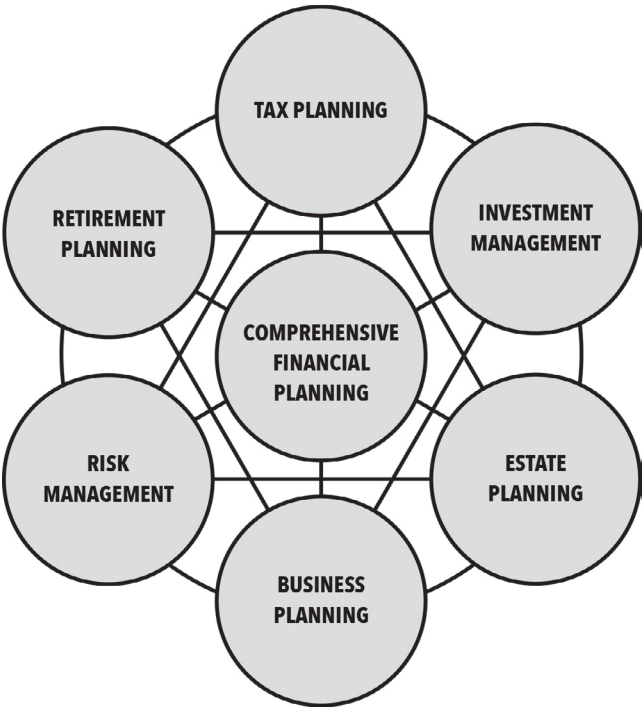 TAX PLANNING
RETIREMENT
PLANNING
INVESTMENT
MANAGEMENT
COMPREHENSIVE
FINANCIAL
PLANNING
RISK
MANAGEMENT
ESTATE
PLANNING
BUSINESS
PLANNING